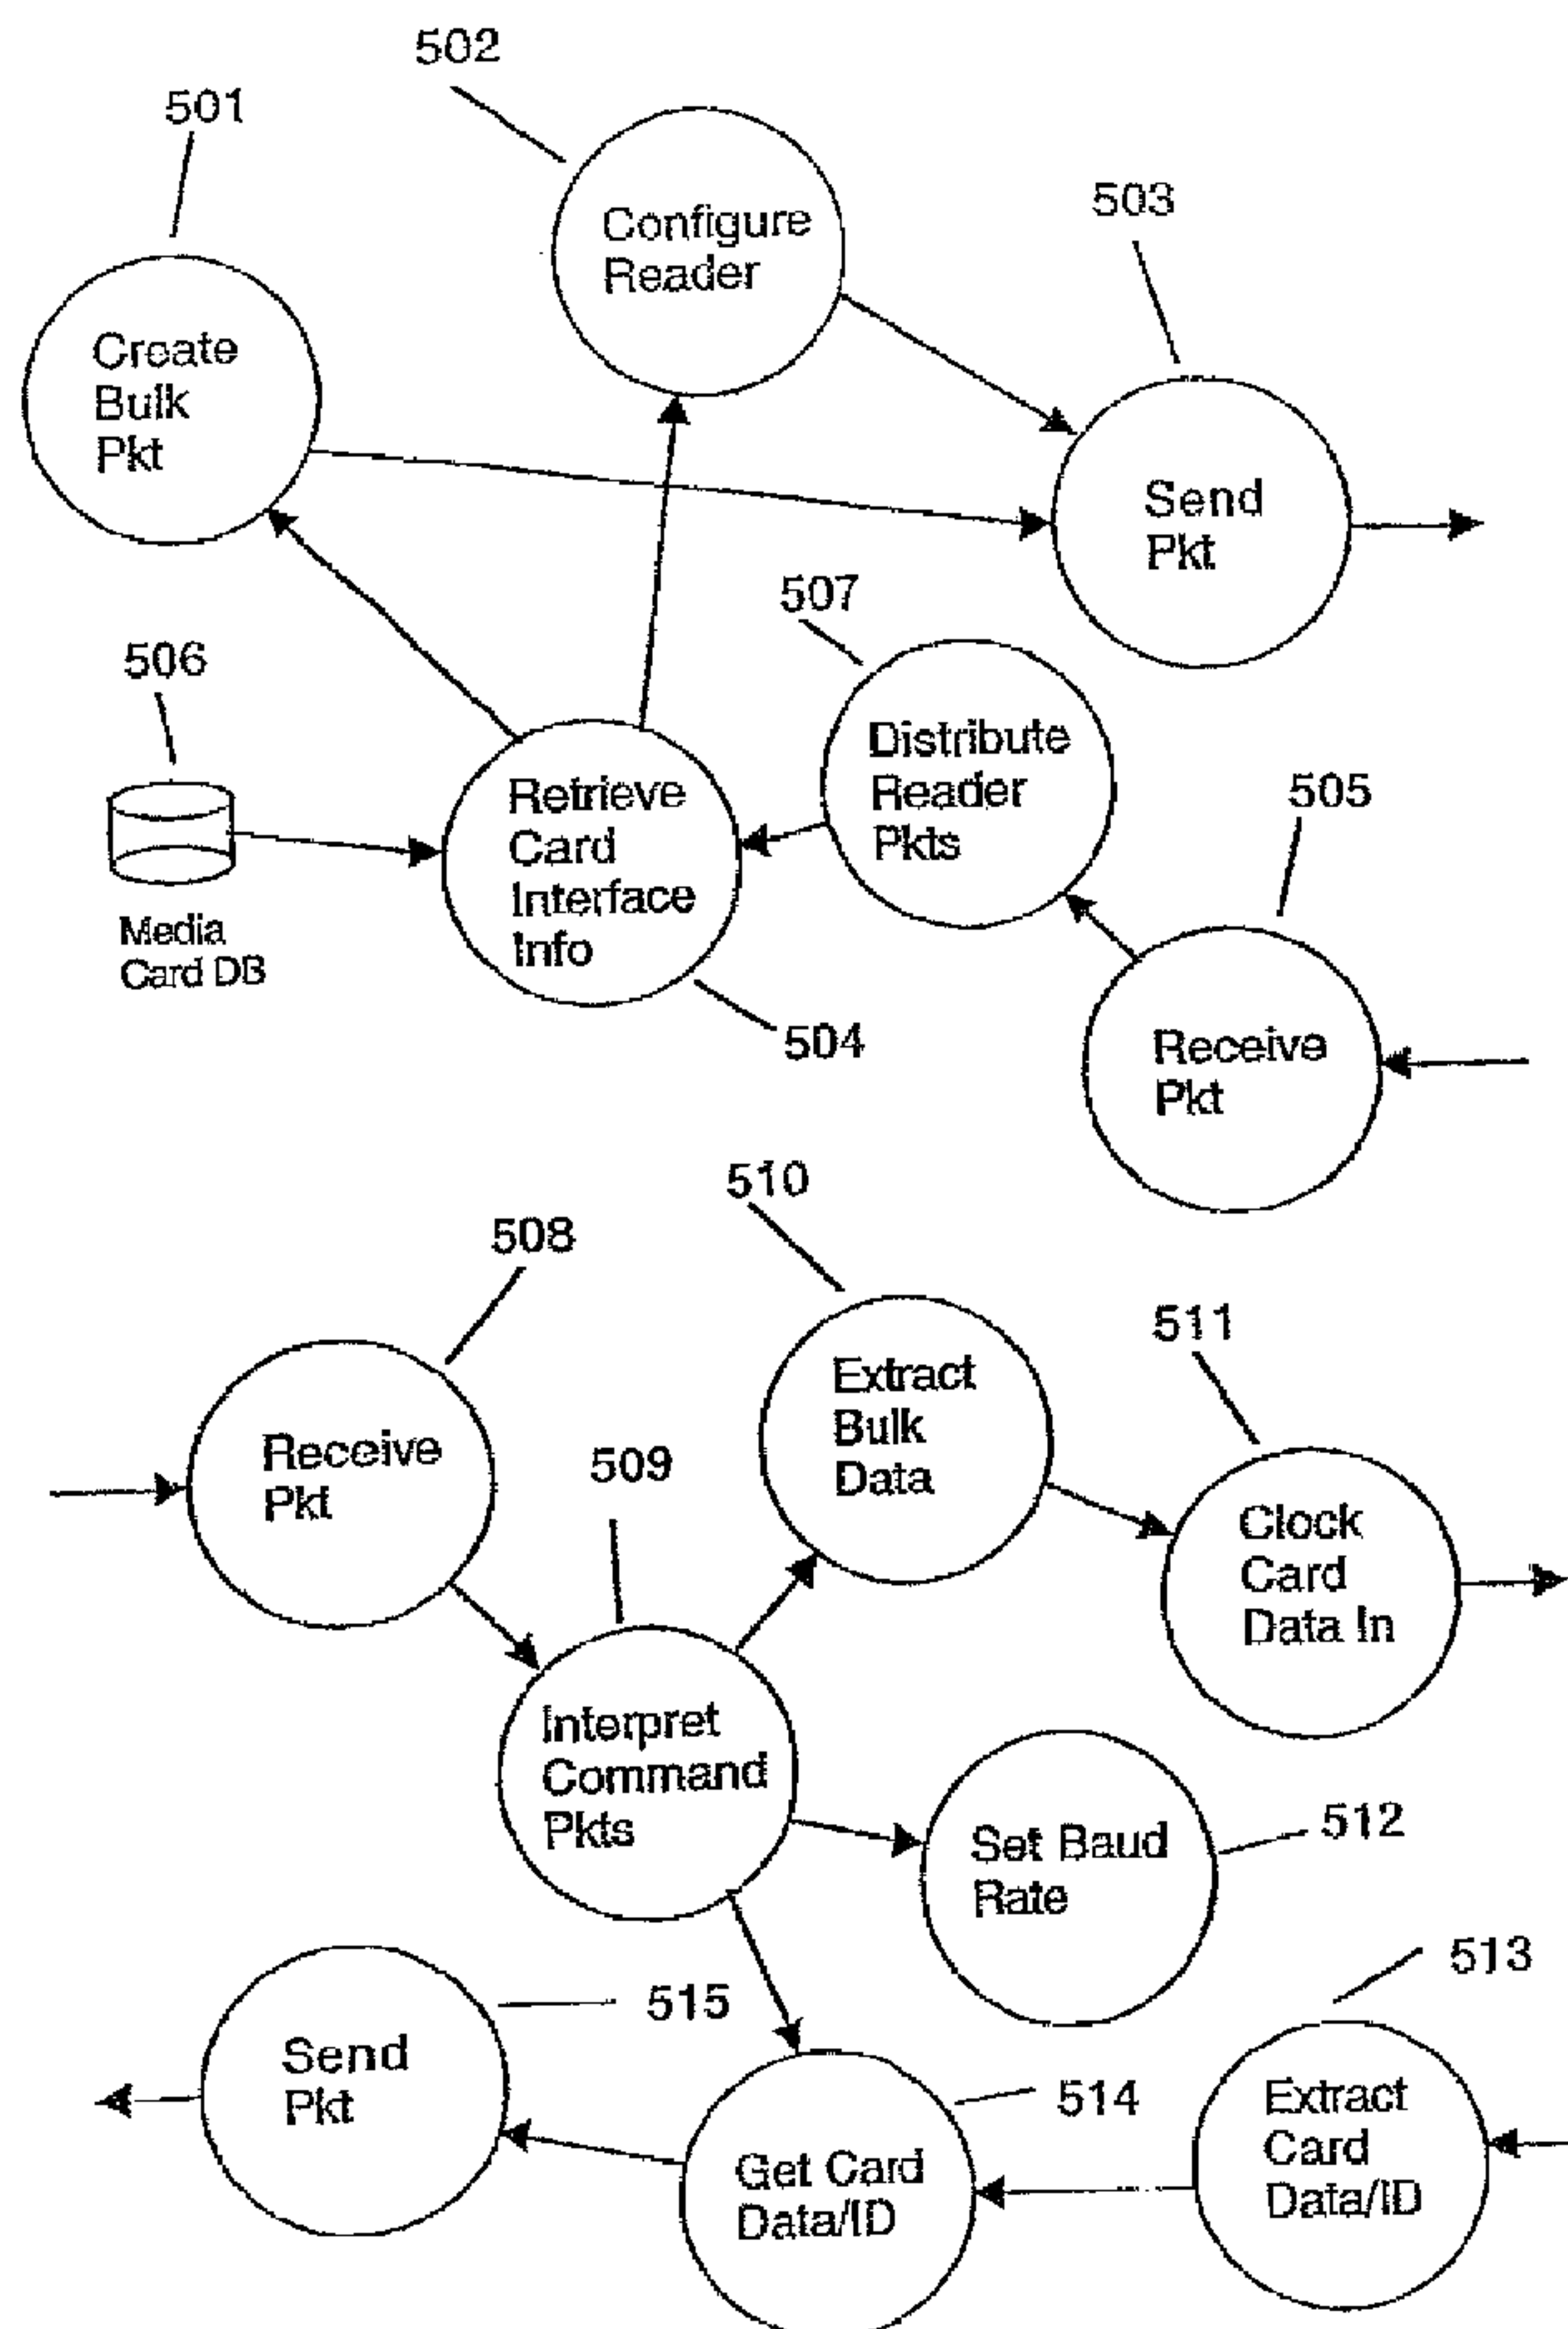 502
501
503
Configure
Reader
Create
Bulk
Pkt
Send
Pkt
507
506
Distribute
Reader
Pkts
505
Retrieve
Card
Interface
Info
Media
Card DB
504
Receive
Pkt
510
508
511
Extract
Bulk
Data
Receive
Pkt
509
Clock
Card
Data In
Interpret
Command
Pkts
512
Set Baud
Rate
513
515
Send
Pkt
514
Extract
Card
Data/ID
Get Card
Data/ID